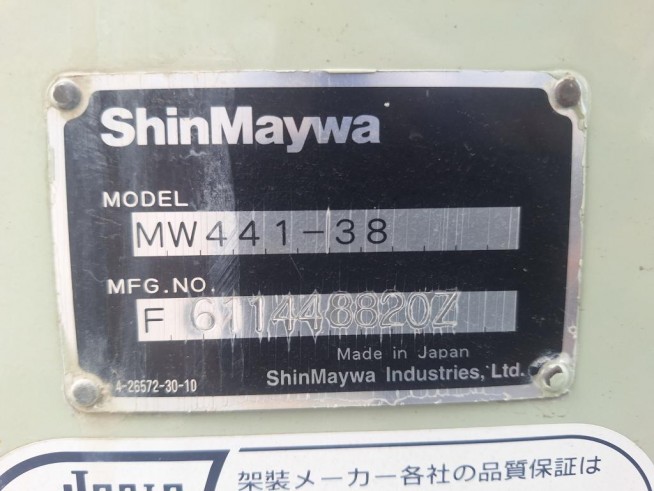 ShinMaywa
MODEL
MW441-38
MFG.NO.
F 611448820Z
Made in Japan
ShinMaywa Industries, Ltd.
4-26572-30-10
架装メーカー各社の品質保証は